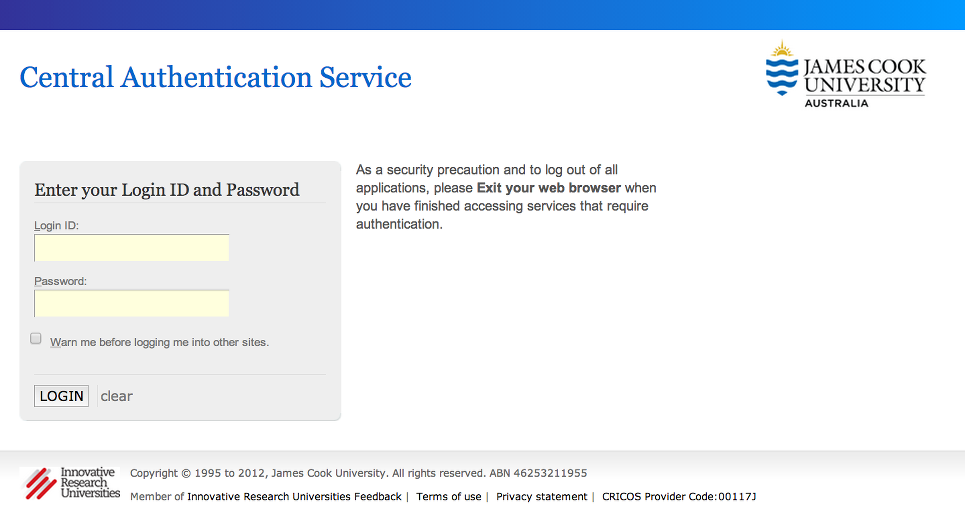 Central Authentication Service
JAMES COOK
UNIVERSITY
AUSTRALIA
Enter your Login ID and Password
Login ID:
Password:
Warn me before logging me into other sites.
LOGIN clear
As a security precaution and to log out of all
applications, please Exit your web browser when
you have finished accessing services that require
authentication.
Innovative
Research
Universities
Copyright © 1995 to 2012, James Cook University. All rights reserved. ABN 46253211955
Member of Innovative Research Universities Feedback | Terms of use | Privacy statement | CRICOS Provider Code:00117J